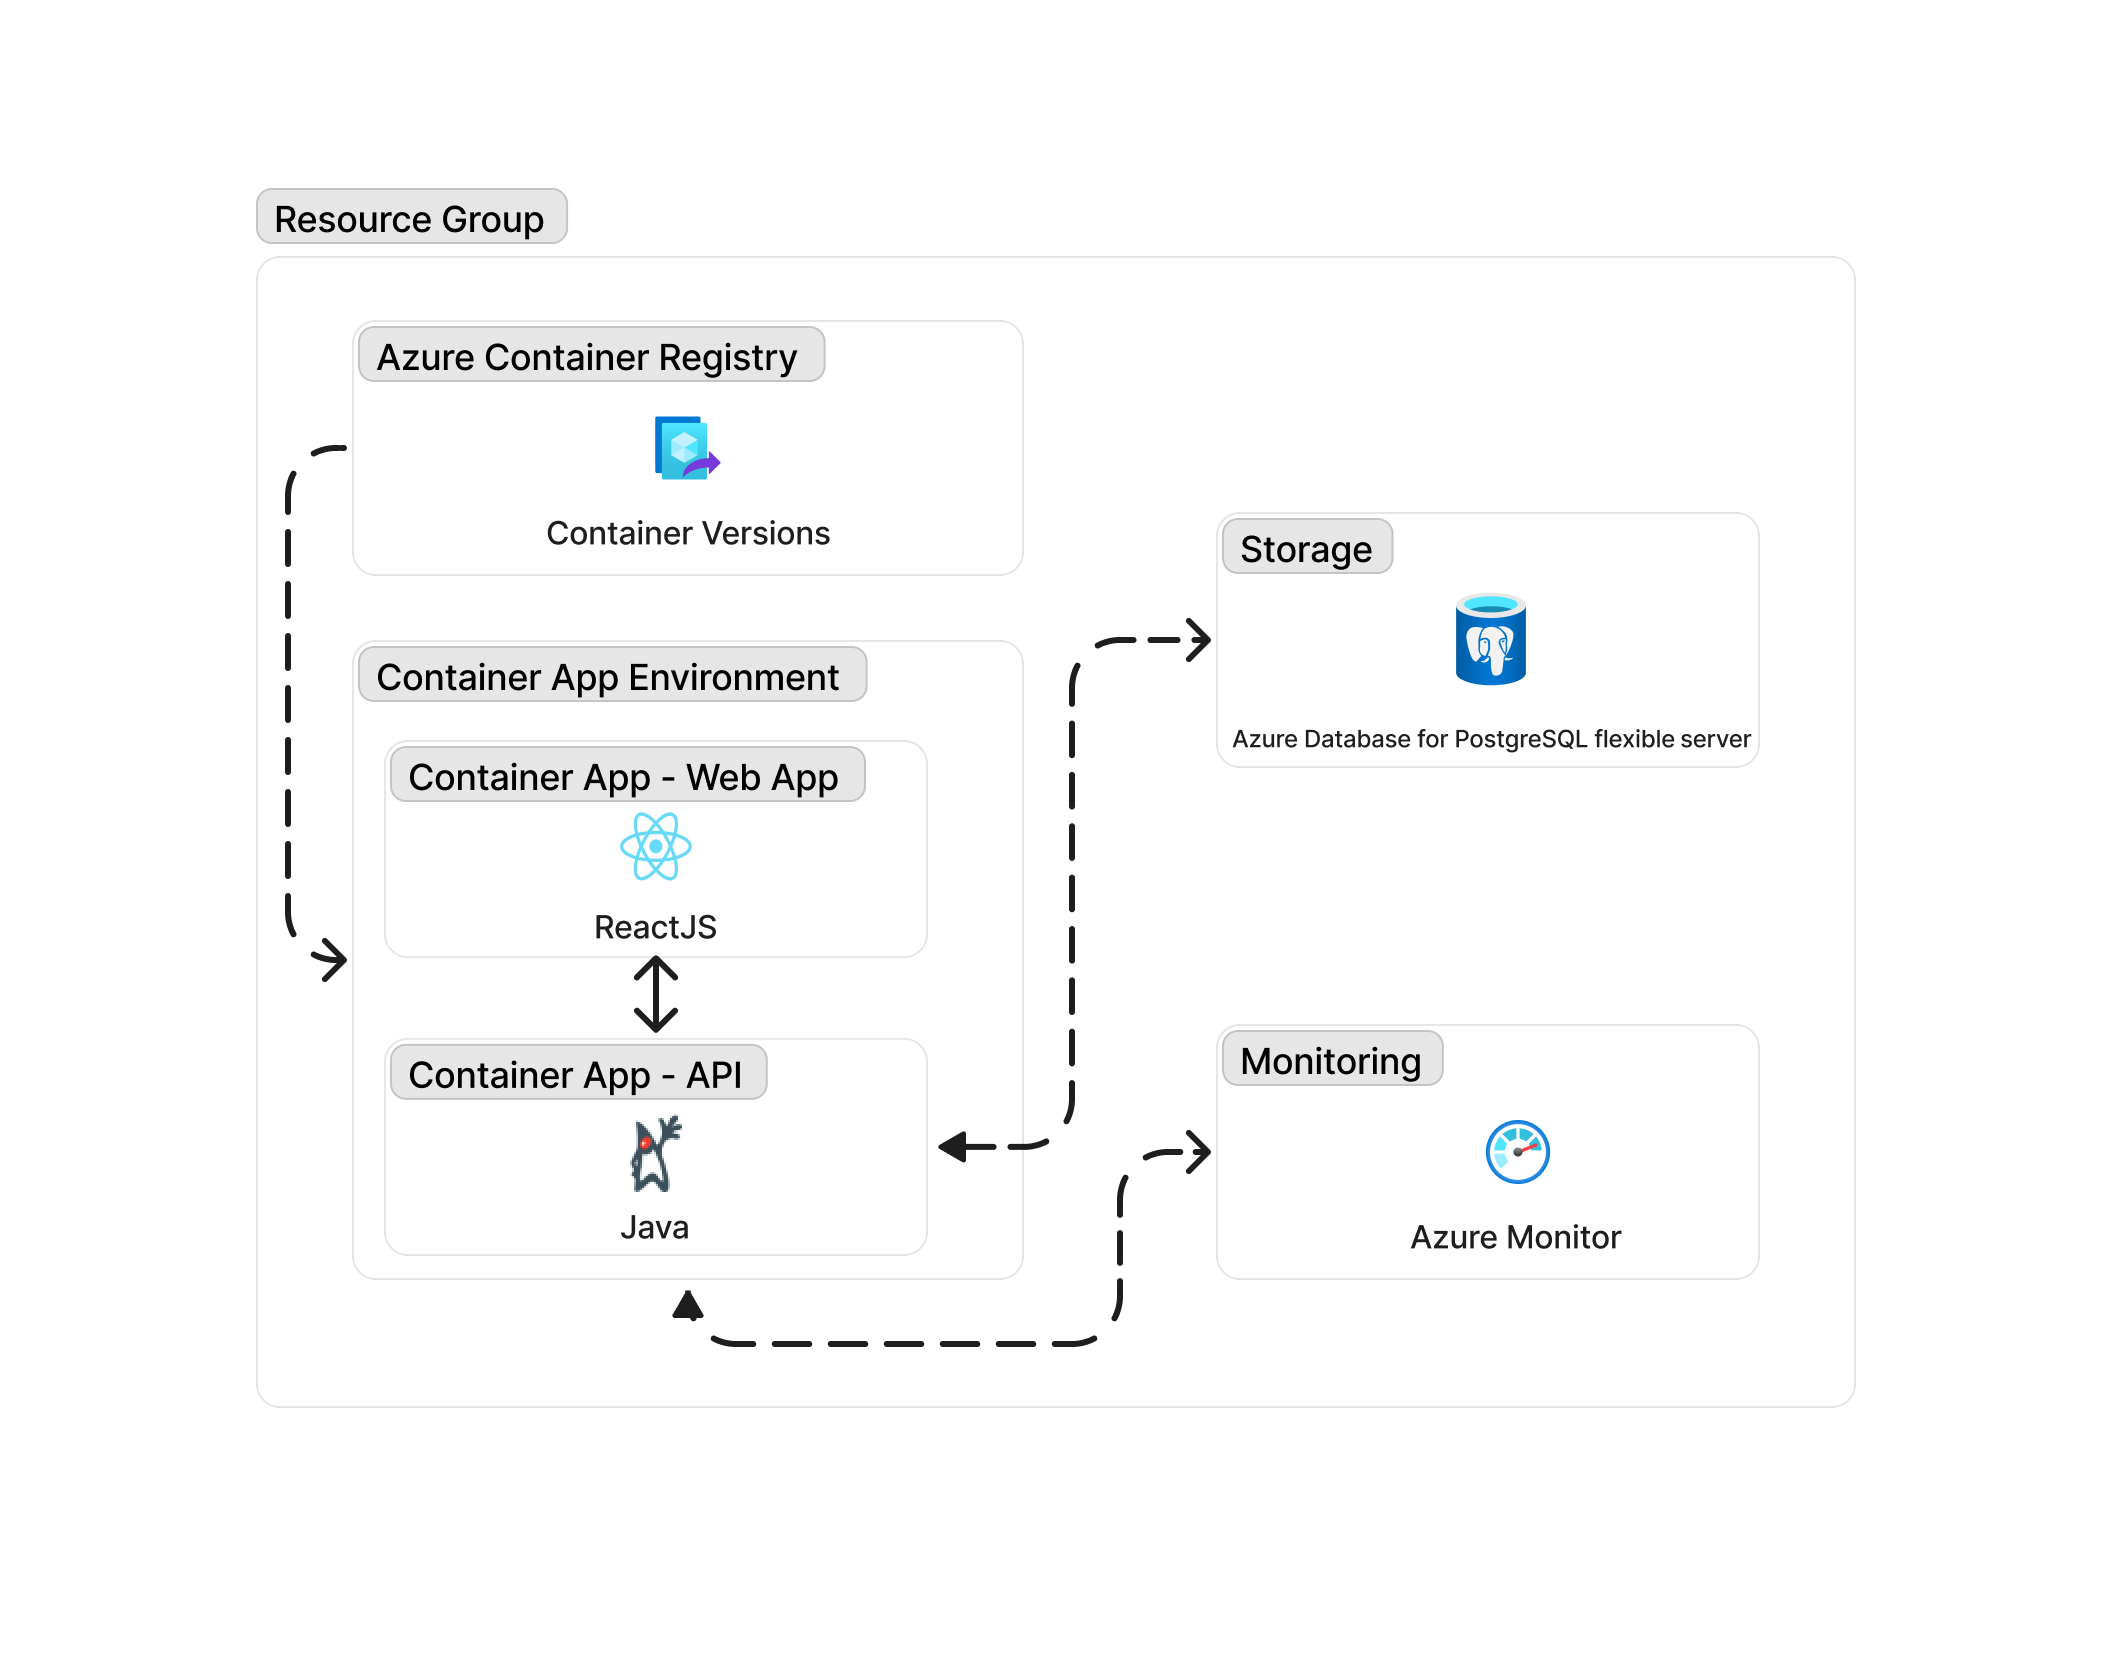 Resource Group
Azure Container Registry
Container Versions
Container App Environment
Container App - Web App
ReactJS
Container App - API
Java
Storage
Azure Database for PostgreSQL flexible server
Monitoring
Azure Monitor